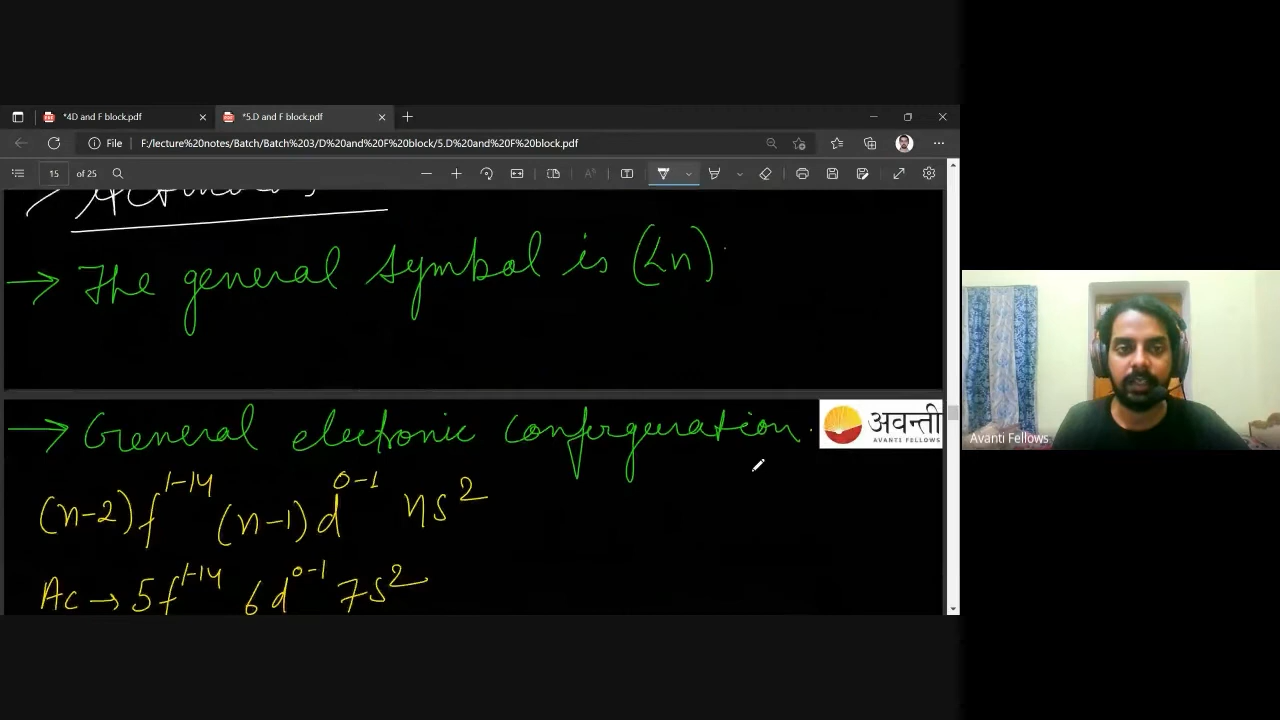 *4D and F block.pdf
*5.D and F block.pdf
File
F:/lecture%20notes/Batch/Batch%203/D%20and%20F%20block/5.D%20and%20F%20block.pdf
15 of 25
→ The general symbol is (Ln)
→ General electronic conferguration.
अवन्ती
AVANTI FELLOWS
(n-2)f¹⁻¹⁴ (n-1)d⁰⁻¹ ns²
Ac → 5f¹⁻¹⁴ 6d⁰⁻¹ 7s²
Avanti Fellows